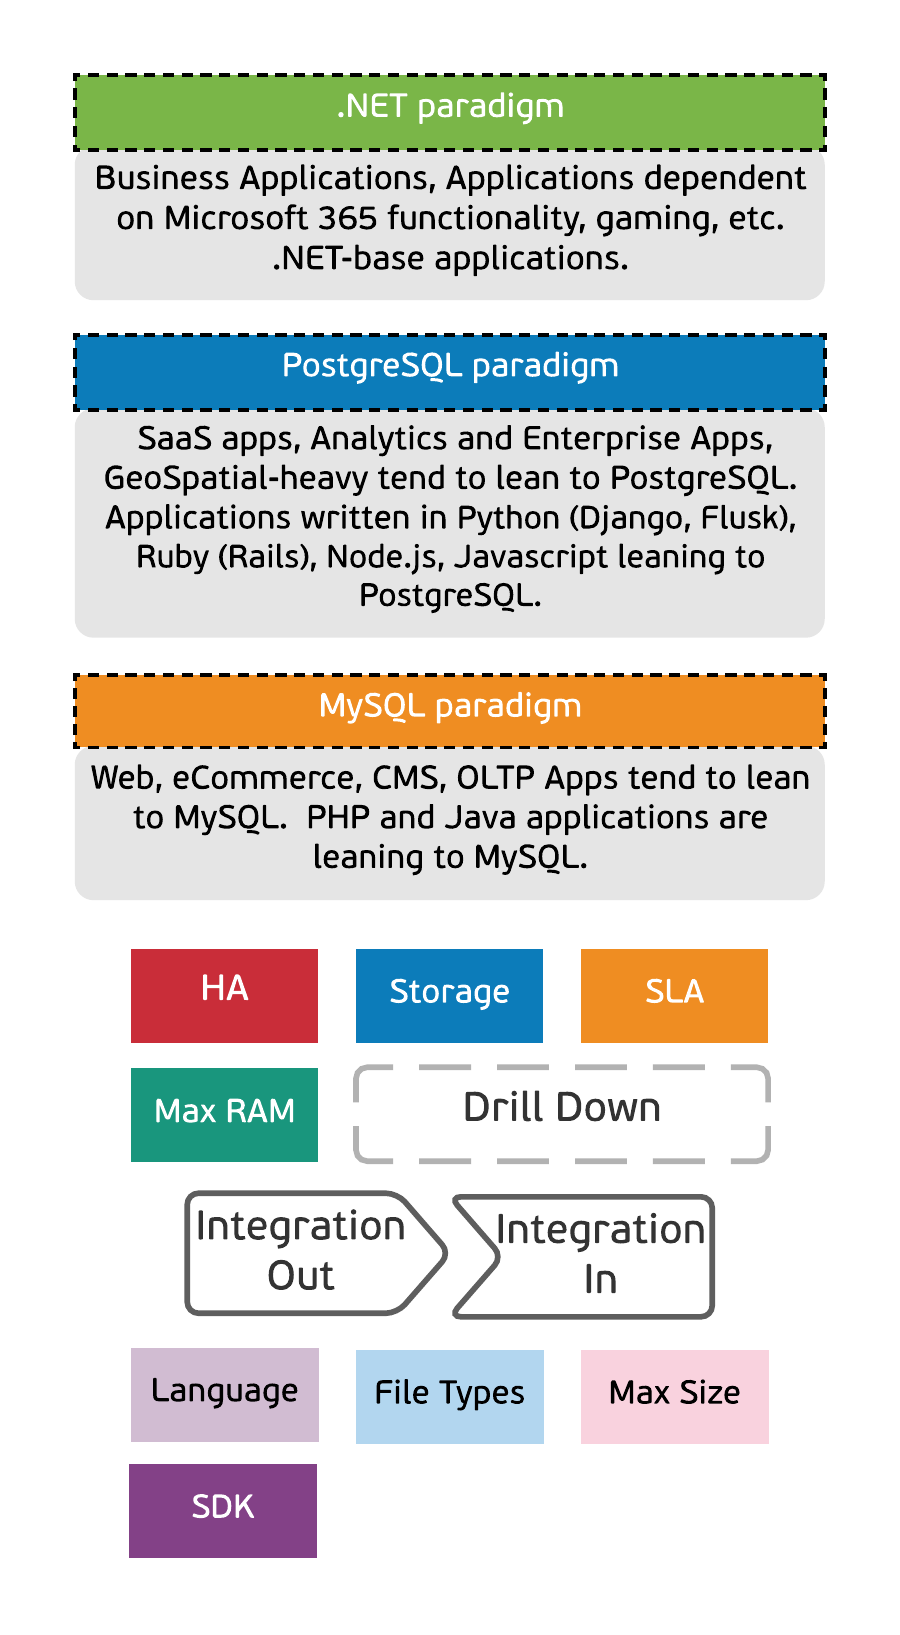 .NET paradigm
Business Applications, Applications dependent
on Microsoft 365 functionality, gaming, etc.
.NET-base applications.
PostgreSQL paradigm
SaaS apps, Analytics and Enterprise Apps,
GeoSpatial-heavy tend to lean to PostgreSQL.
Applications written in Python (Django, Flusk),
Ruby (Rails), Node.js, Javascript leaning to
PostgreSQL.
MySQL paradigm
Web, eCommerce, CMS, OLTP Apps tend to lean
to MySQL.  PHP and Java applications are
leaning to MySQL.
HA
Storage
SLA
Max RAM
Drill Down
Integration
Out
Integration
In
Language
File Types
Max Size
SDK